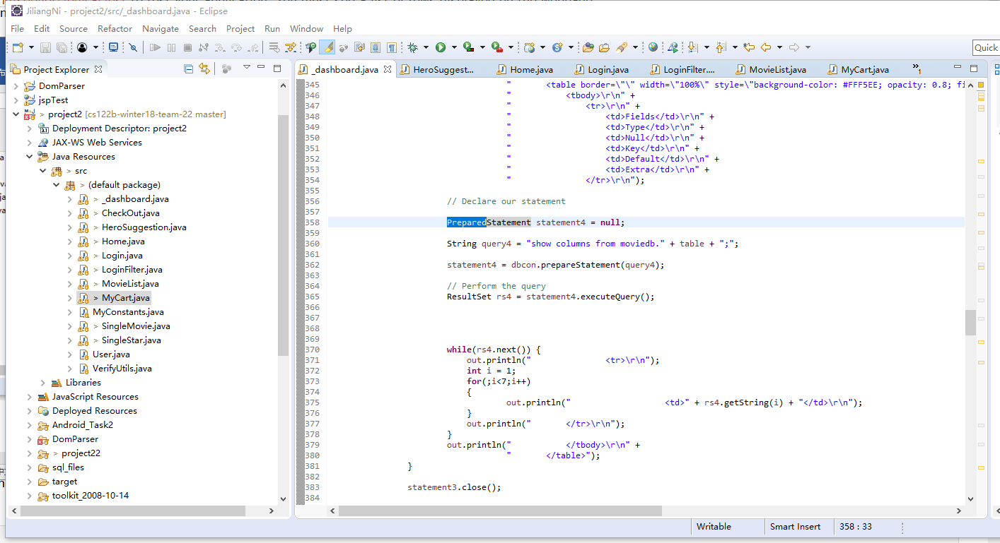 JiliangNi - project2/src/_dashboard.java - Eclipse
File Edit Source Refactor Navigate Search Project Run Window Help
Quick
Project Explorer
_dashboard.java HeroSuggest... Home.java Login.java LoginFilter.... MovieList.java MyCart.java »1
DomParser
jspTest
> project2 [cs122b-winter18-team-22 master]
Deployment Descriptor: project2
JAX-WS Web Services
Java Resources
> src
> (default package)
> _dashboard.java
> CheckOut.java
> HeroSuggestion.java
> Home.java
> Login.java
> LoginFilter.java
> MovieList.java
> MyCart.java
MyConstants.java
> SingleMovie.java
> SingleStar.java
User.java
VerifyUtils.java
Libraries
JavaScript Resources
Deployed Resources
Android_Task2
DomParser
> project22
sql_files
target
toolkit_2008-10-14
345 " <table border=\"\" width=\"100%\" style=\"background-color: #FFF5EE; opacity: 0.8; fi
346 " <tbody>\r\n" +
347 " <tr>\r\n" +
348 " <td>Fields</td>\r\n" +
349 " <td>Type</td>\r\n" +
350 " <td>Null</td>\r\n" +
351 " <td>Key</td>\r\n" +
352 " <td>Default</td>\r\n" +
353 " <td>Extra</td>\r\n" +
354 " </tr>\r\n");
355
356 // Declare our statement
357
358 PreparedStatement statement4 = null;
359
360 String query4 = "show columns from moviedb." + table + ";";
361
362 statement4 = dbcon.prepareStatement(query4);
363
364 // Perform the query
365 ResultSet rs4 = statement4.executeQuery();
366
367
368
369
370 while(rs4.next()) {
371 out.println(" <tr>\r\n");
372 int i = 1;
373 for(;i<7;i++)
374 {
375 out.println(" <td>" + rs4.getString(i) + "</td>\r\n");
376 }
377 out.println(" </tr>\r\n");
378 }
379 out.println(" </tbody>\r\n" +
380 " </table>");
381 }
382
383 statement3.close();
384
Writable Smart Insert 358 : 33